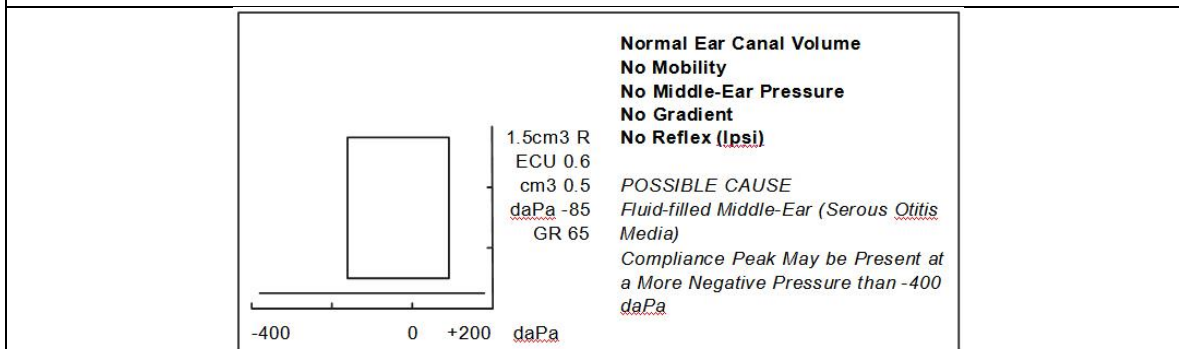 Normal Ear Canal Volume
No Mobility
No Middle-Ear Pressure
No Gradient
No Reflex (Ipsi)
1.5cm3 R
ECU 0.6
cm3 0.5
daPa -85
GR 65
POSSIBLE CAUSE
Fluid-filled Middle-Ear (Serous Otitis
Media)
Compliance Peak May be Present at
a More Negative Pressure than -400
daPa
-400 0 +200 daPa